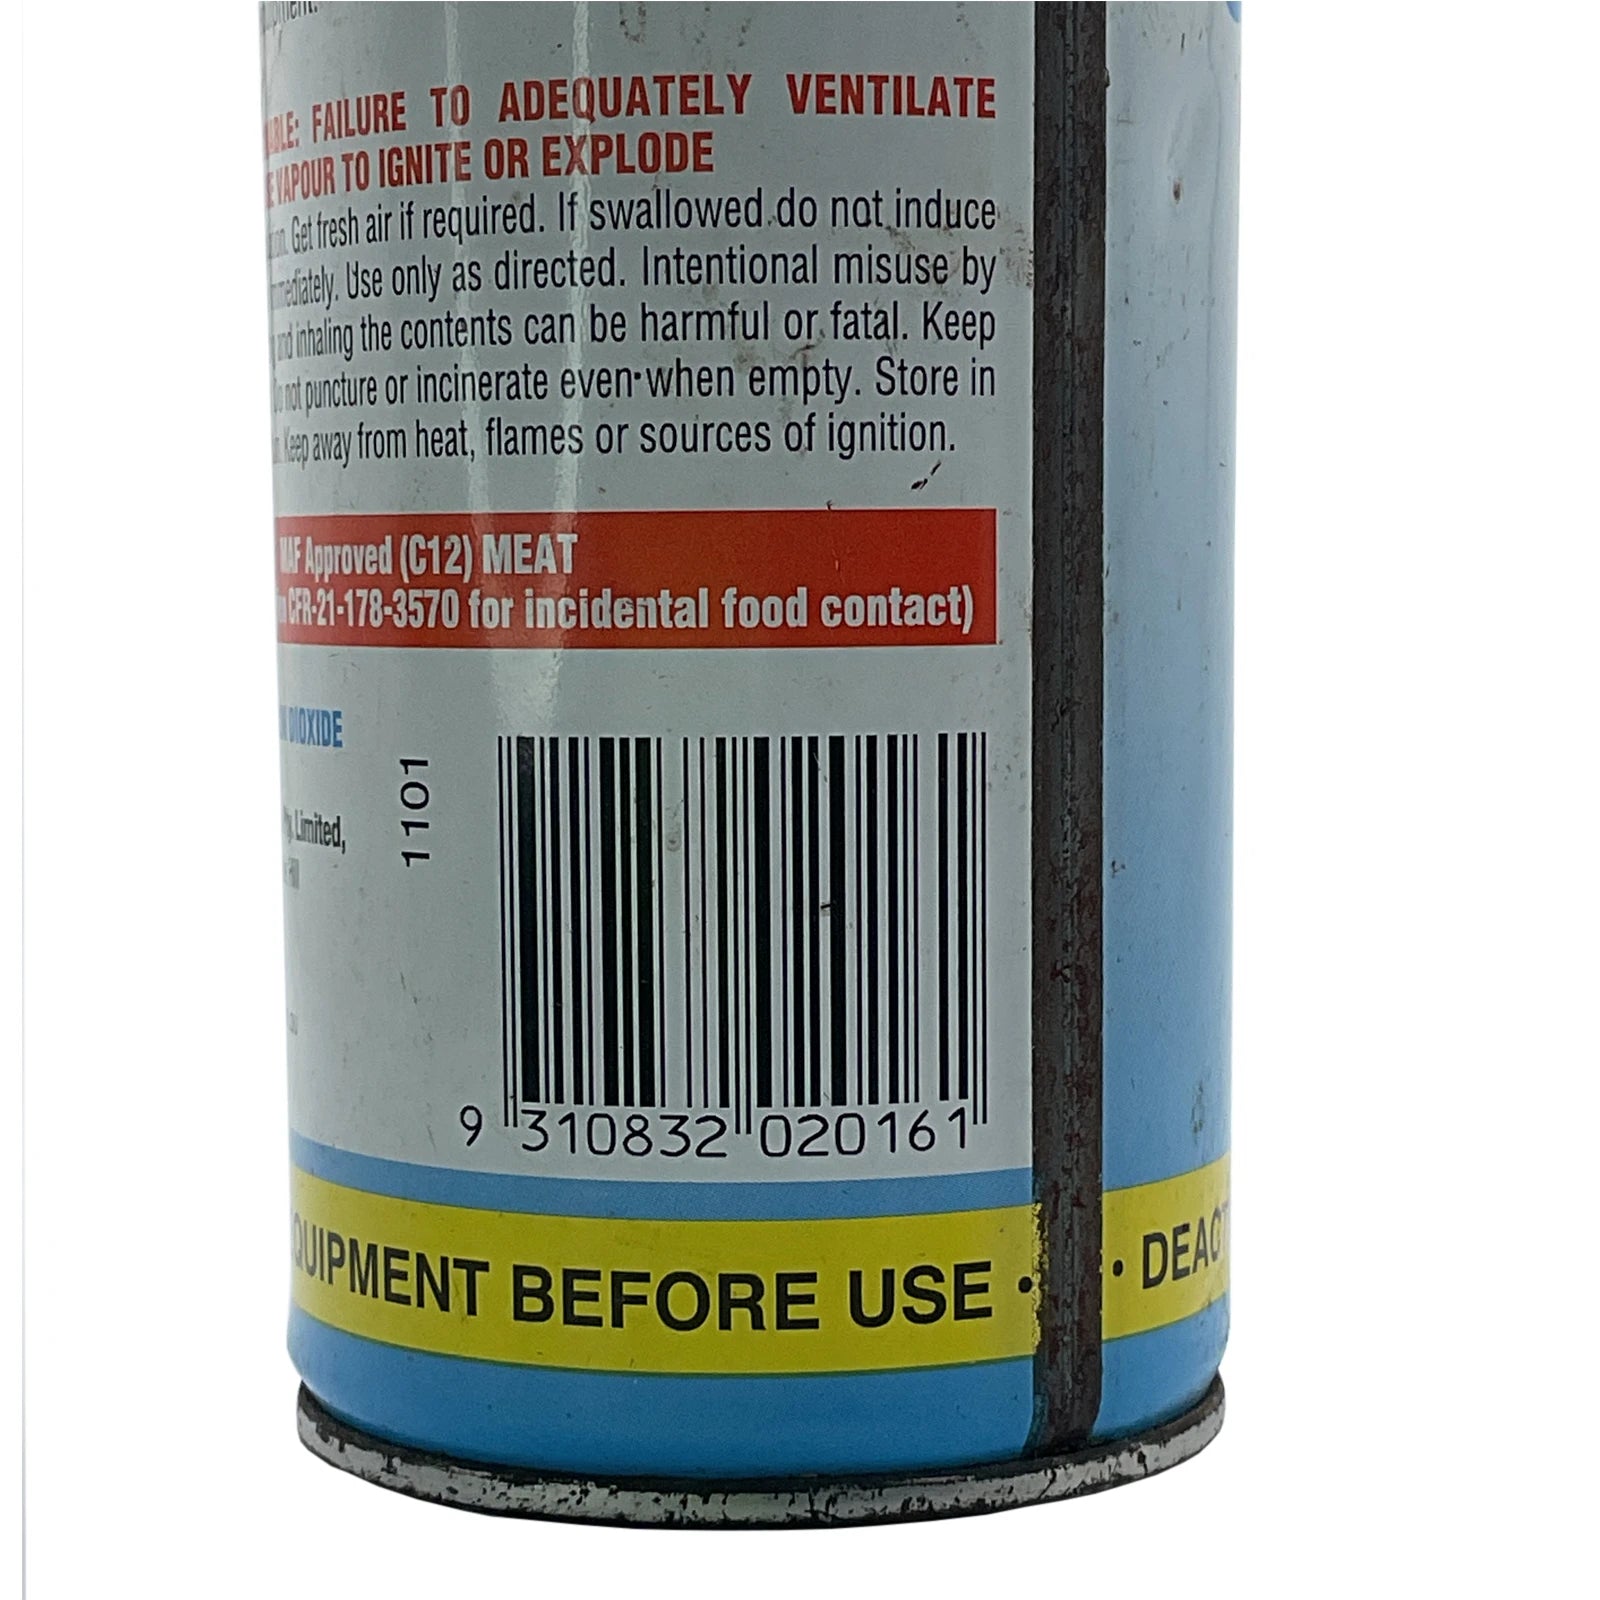 FAILURE TO ADEQUATELY VENTILATE
VAPOUR TO IGNITE OR EXPLODE
Get fresh air if required. If swallowed do not induce
Use only as directed. Intentional misuse by
and inhaling the contents can be harmful or fatal. Keep
not puncture or incinerate even when empty. Store in
Keep away from heat, flames or sources of ignition.
MAF Approved (C12) MEAT
CFR-21-178-3570 for incidental food contact)
DIOXIDE
Limited,
1101
9 310832 020161
QUIPMENT BEFORE USE • • DEACT